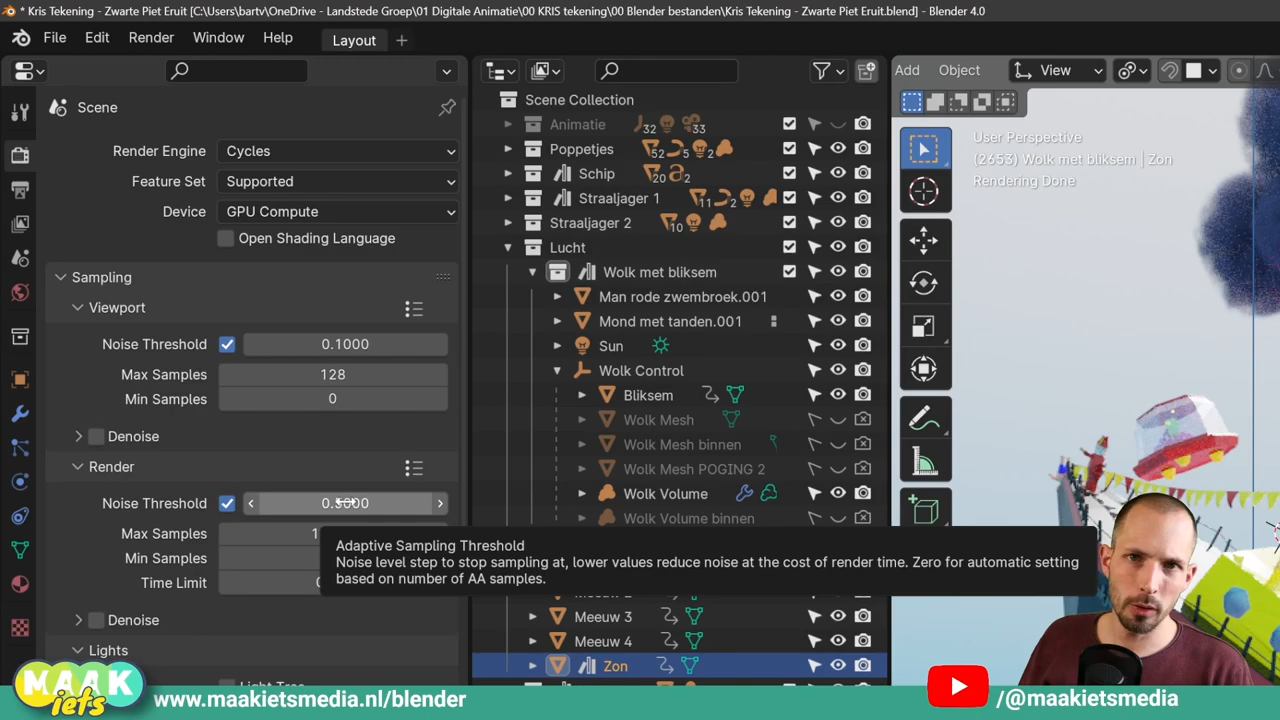 * Kris Tekening - Zwarte Piet Eruit [C:\Users\bartv\OneDrive - Landstede Groep\01 Digitale Animatie\00 KRIS tekening\00 Blender bestanden\Kris Tekening - Zwarte Piet Eruit.blend] - Blender 4.0
File Edit Render Window Help Layout +
Add Object View
Scene
Render Engine Cycles
Feature Set Supported
Device GPU Compute
Open Shading Language
Sampling
Viewport
Noise Threshold 0.1000
Max Samples 128
Min Samples 0
Denoise
Render
Noise Threshold
Max Samples
Min Samples
Time Limit
Denoise
Lights
Light Tree
Scene Collection
Animatie 32 33
Poppetjes 52 5 2
Schip 20 2
Straaljager 1 11 2
Straaljager 2 10
Lucht
Wolk met bliksem
Man rode zwembroek.001
Mond met tanden.001
Sun
Wolk Control
Bliksem
Wolk Mesh
Wolk Mesh binnen
Wolk Mesh POGING 2
Wolk Volume
Wolk Volume binnen
Meeuw 3
Meeuw 4
Zon
User Perspective
(2653) Wolk met bliksem | Zon
Rendering Done
Adaptive Sampling Threshold
Noise level step to stop sampling at, lower values reduce noise at the cost of render time. Zero for automatic setting
based on number of AA samples.
MAAK
iets
www.maakietsmedia.nl/blender
/@maakietsmedia